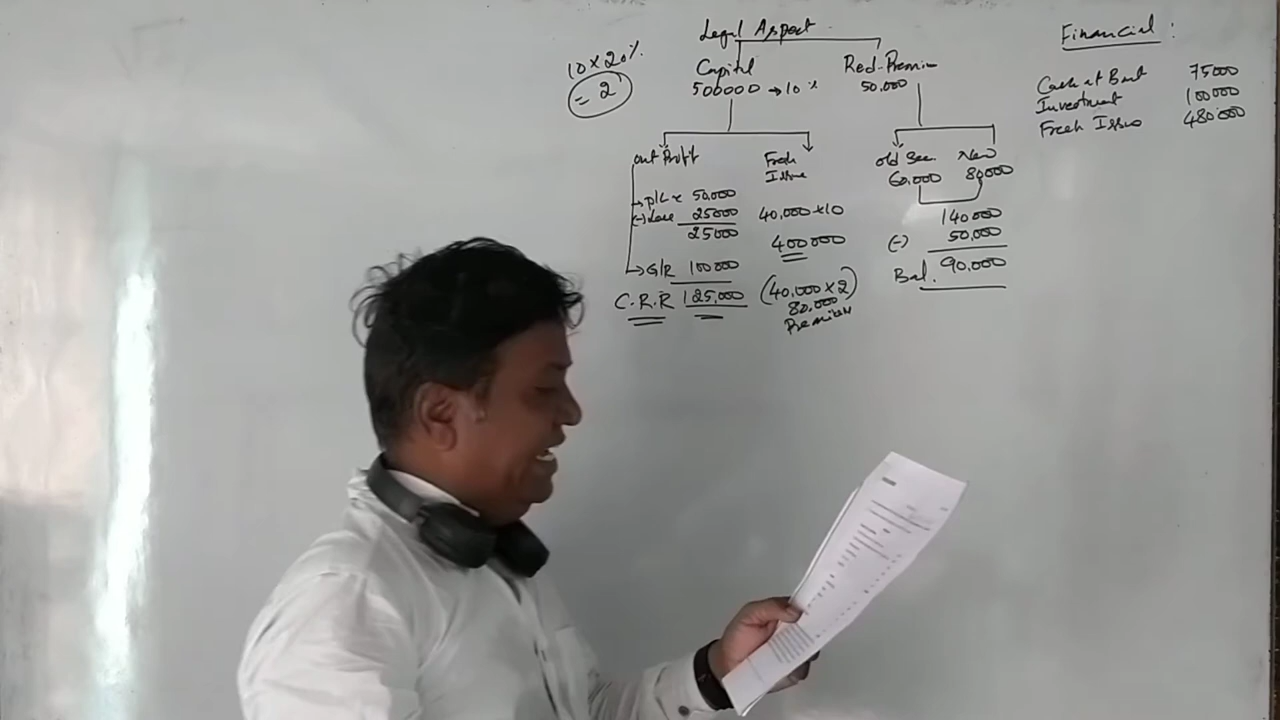 Legal Aspect.
10 x 20%
= 2
Capital
500000 → 10%
Red. Premium
50,000
out Profit
→ P/L x 50,000
(-) Loss 25000
25000
→ G/R 100000
C.R.R 125,000
Fresh
Issue
40,000 x 10
400000
(40,000 x 2)
80,000
Premium
old Sec. New
60,000 80,000
140000
(-) 50,000
Bal. 90,000
Financial :
Cash at Bank 75000
Investment 100000
Fresh Issue 480000